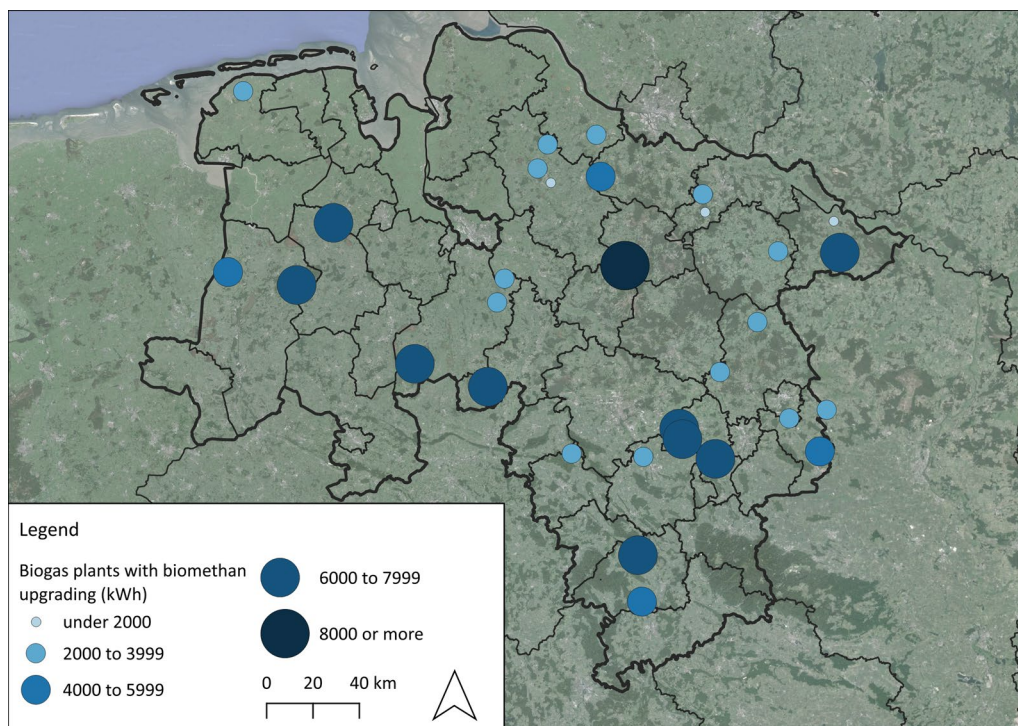 Legend
Biogas plants with biomethan
upgrading (kWh)
under 2000
2000 to 3999
4000 to 5999
6000 to 7999
8000 or more
0 20 40 km